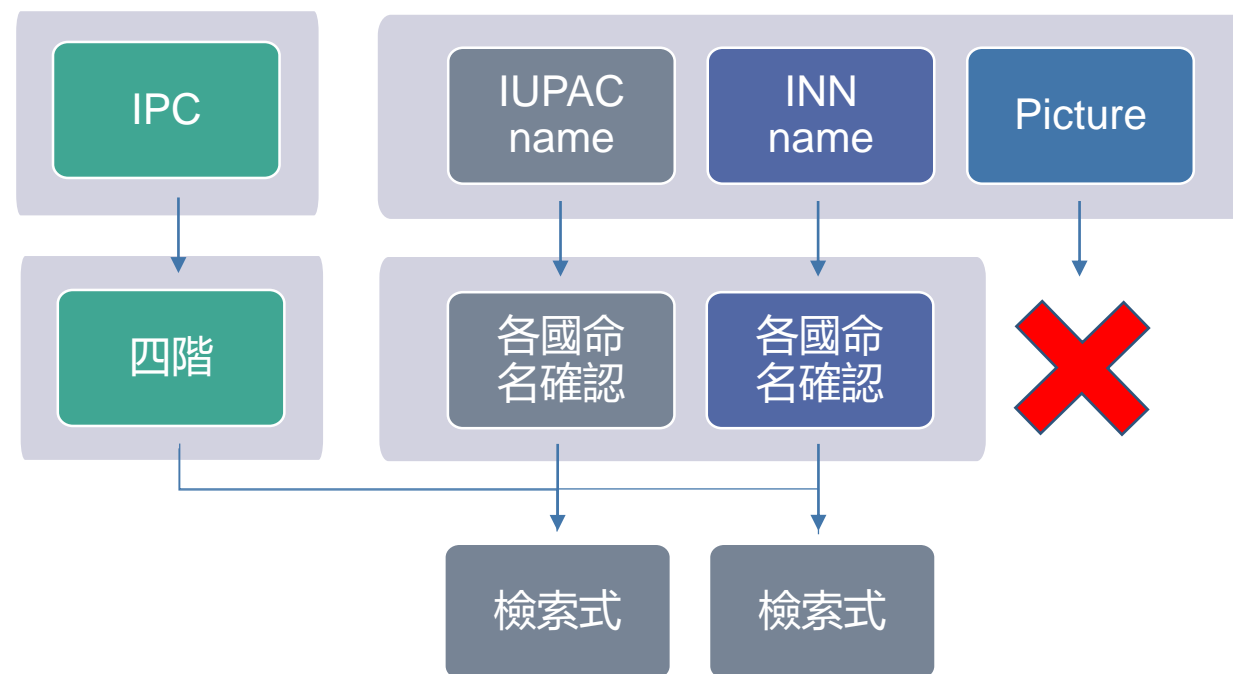 IPC
IUPAC
name
INN
name
Picture
四階
各國命
名確認
各國命
名確認
檢索式
檢索式